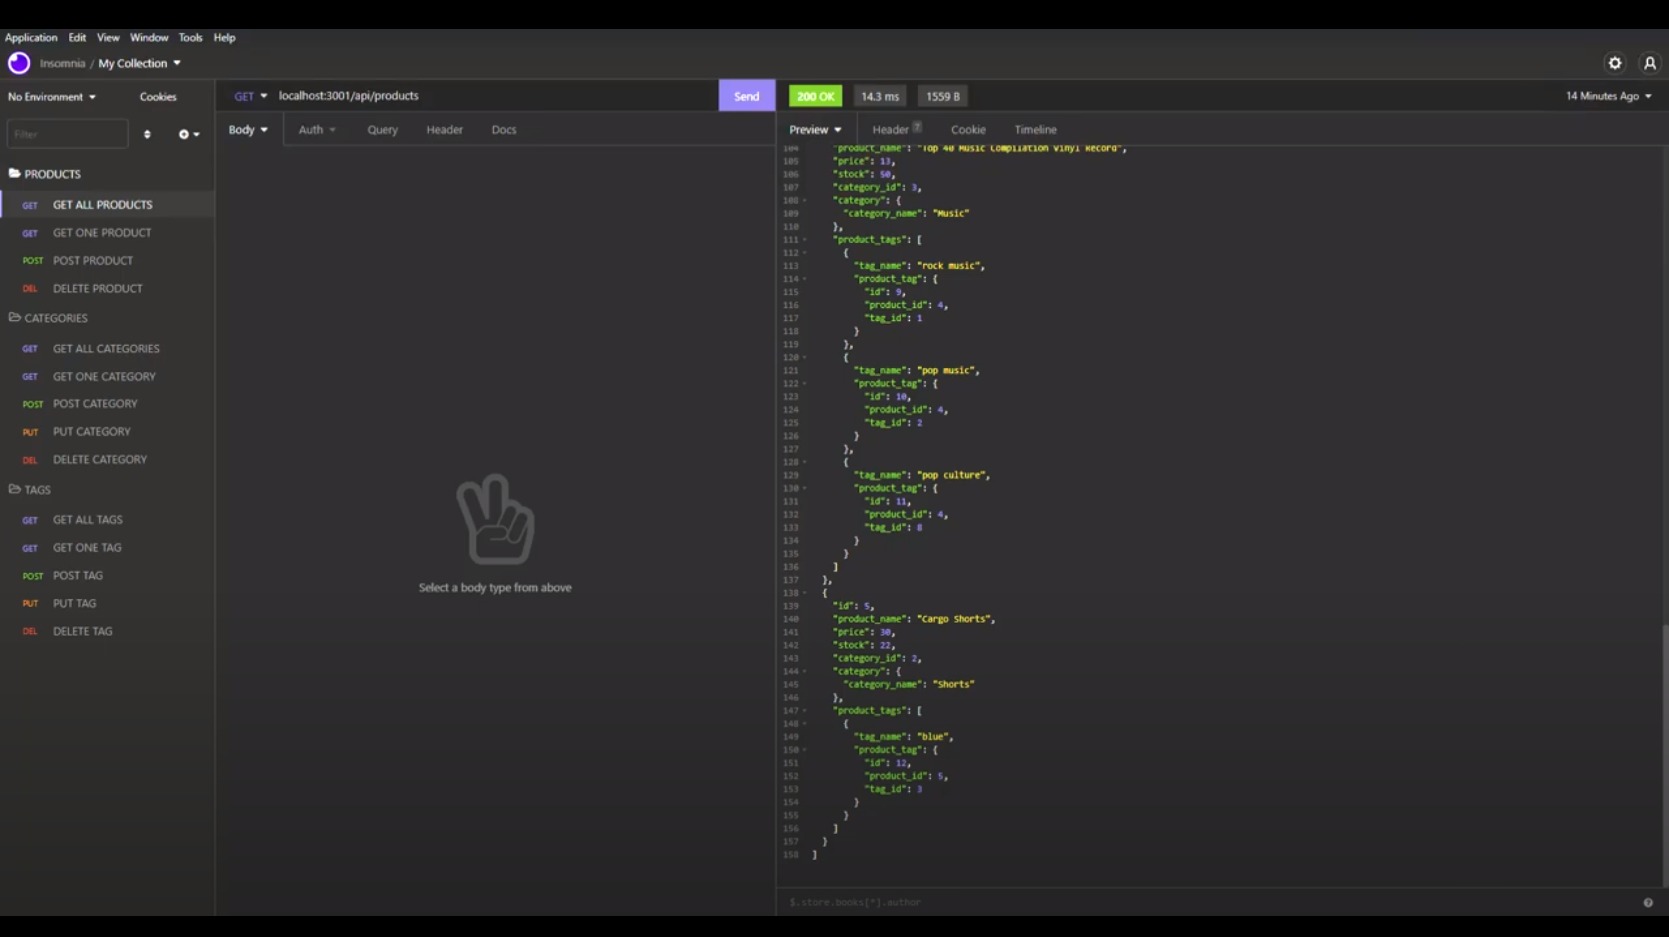 Application Edit View Window Tools Help
Insomnia / My Collection
No Environment
Cookies
Filter
PRODUCTS
GET GET ALL PRODUCTS
GET GET ONE PRODUCT
POST POST PRODUCT
DEL DELETE PRODUCT
CATEGORIES
GET GET ALL CATEGORIES
GET GET ONE CATEGORY
POST POST CATEGORY
PUT PUT CATEGORY
DEL DELETE CATEGORY
TAGS
GET GET ALL TAGS
GET GET ONE TAG
POST POST TAG
PUT PUT TAG
DEL DELETE TAG
GET localhost:3001/api/products Send
Body Auth Query Header Docs
Select a body type from above
200 OK 14.3 ms 1559 B 14 Minutes Ago
Preview Header 7 Cookie Timeline
104 "product_name": "Top 40 Music Compilation Vinyl Record",
105 "price": 13,
106 "stock": 50,
107 "category_id": 3,
108 "category": {
109 "category_name": "Music"
110 },
111 "product_tags": [
112 {
113 "tag_name": "rock music",
114 "product_tag": {
115 "id": 9,
116 "product_id": 4,
117 "tag_id": 1
118 }
119 },
120 {
121 "tag_name": "pop music",
122 "product_tag": {
123 "id": 10,
124 "product_id": 4,
125 "tag_id": 2
126 }
127 },
128 {
129 "tag_name": "pop culture",
130 "product_tag": {
131 "id": 11,
132 "product_id": 4,
133 "tag_id": 8
134 }
135 }
136 ]
137 },
138 {
139 "id": 5,
140 "product_name": "Cargo Shorts",
141 "price": 30,
142 "stock": 22,
143 "category_id": 2,
144 "category": {
145 "category_name": "Shorts"
146 },
147 "product_tags": [
148 {
149 "tag_name": "blue",
150 "product_tag": {
151 "id": 12,
152 "product_id": 5,
153 "tag_id": 3
154 }
155 }
156 ]
157 }
158 ]
$.store.books[*].author